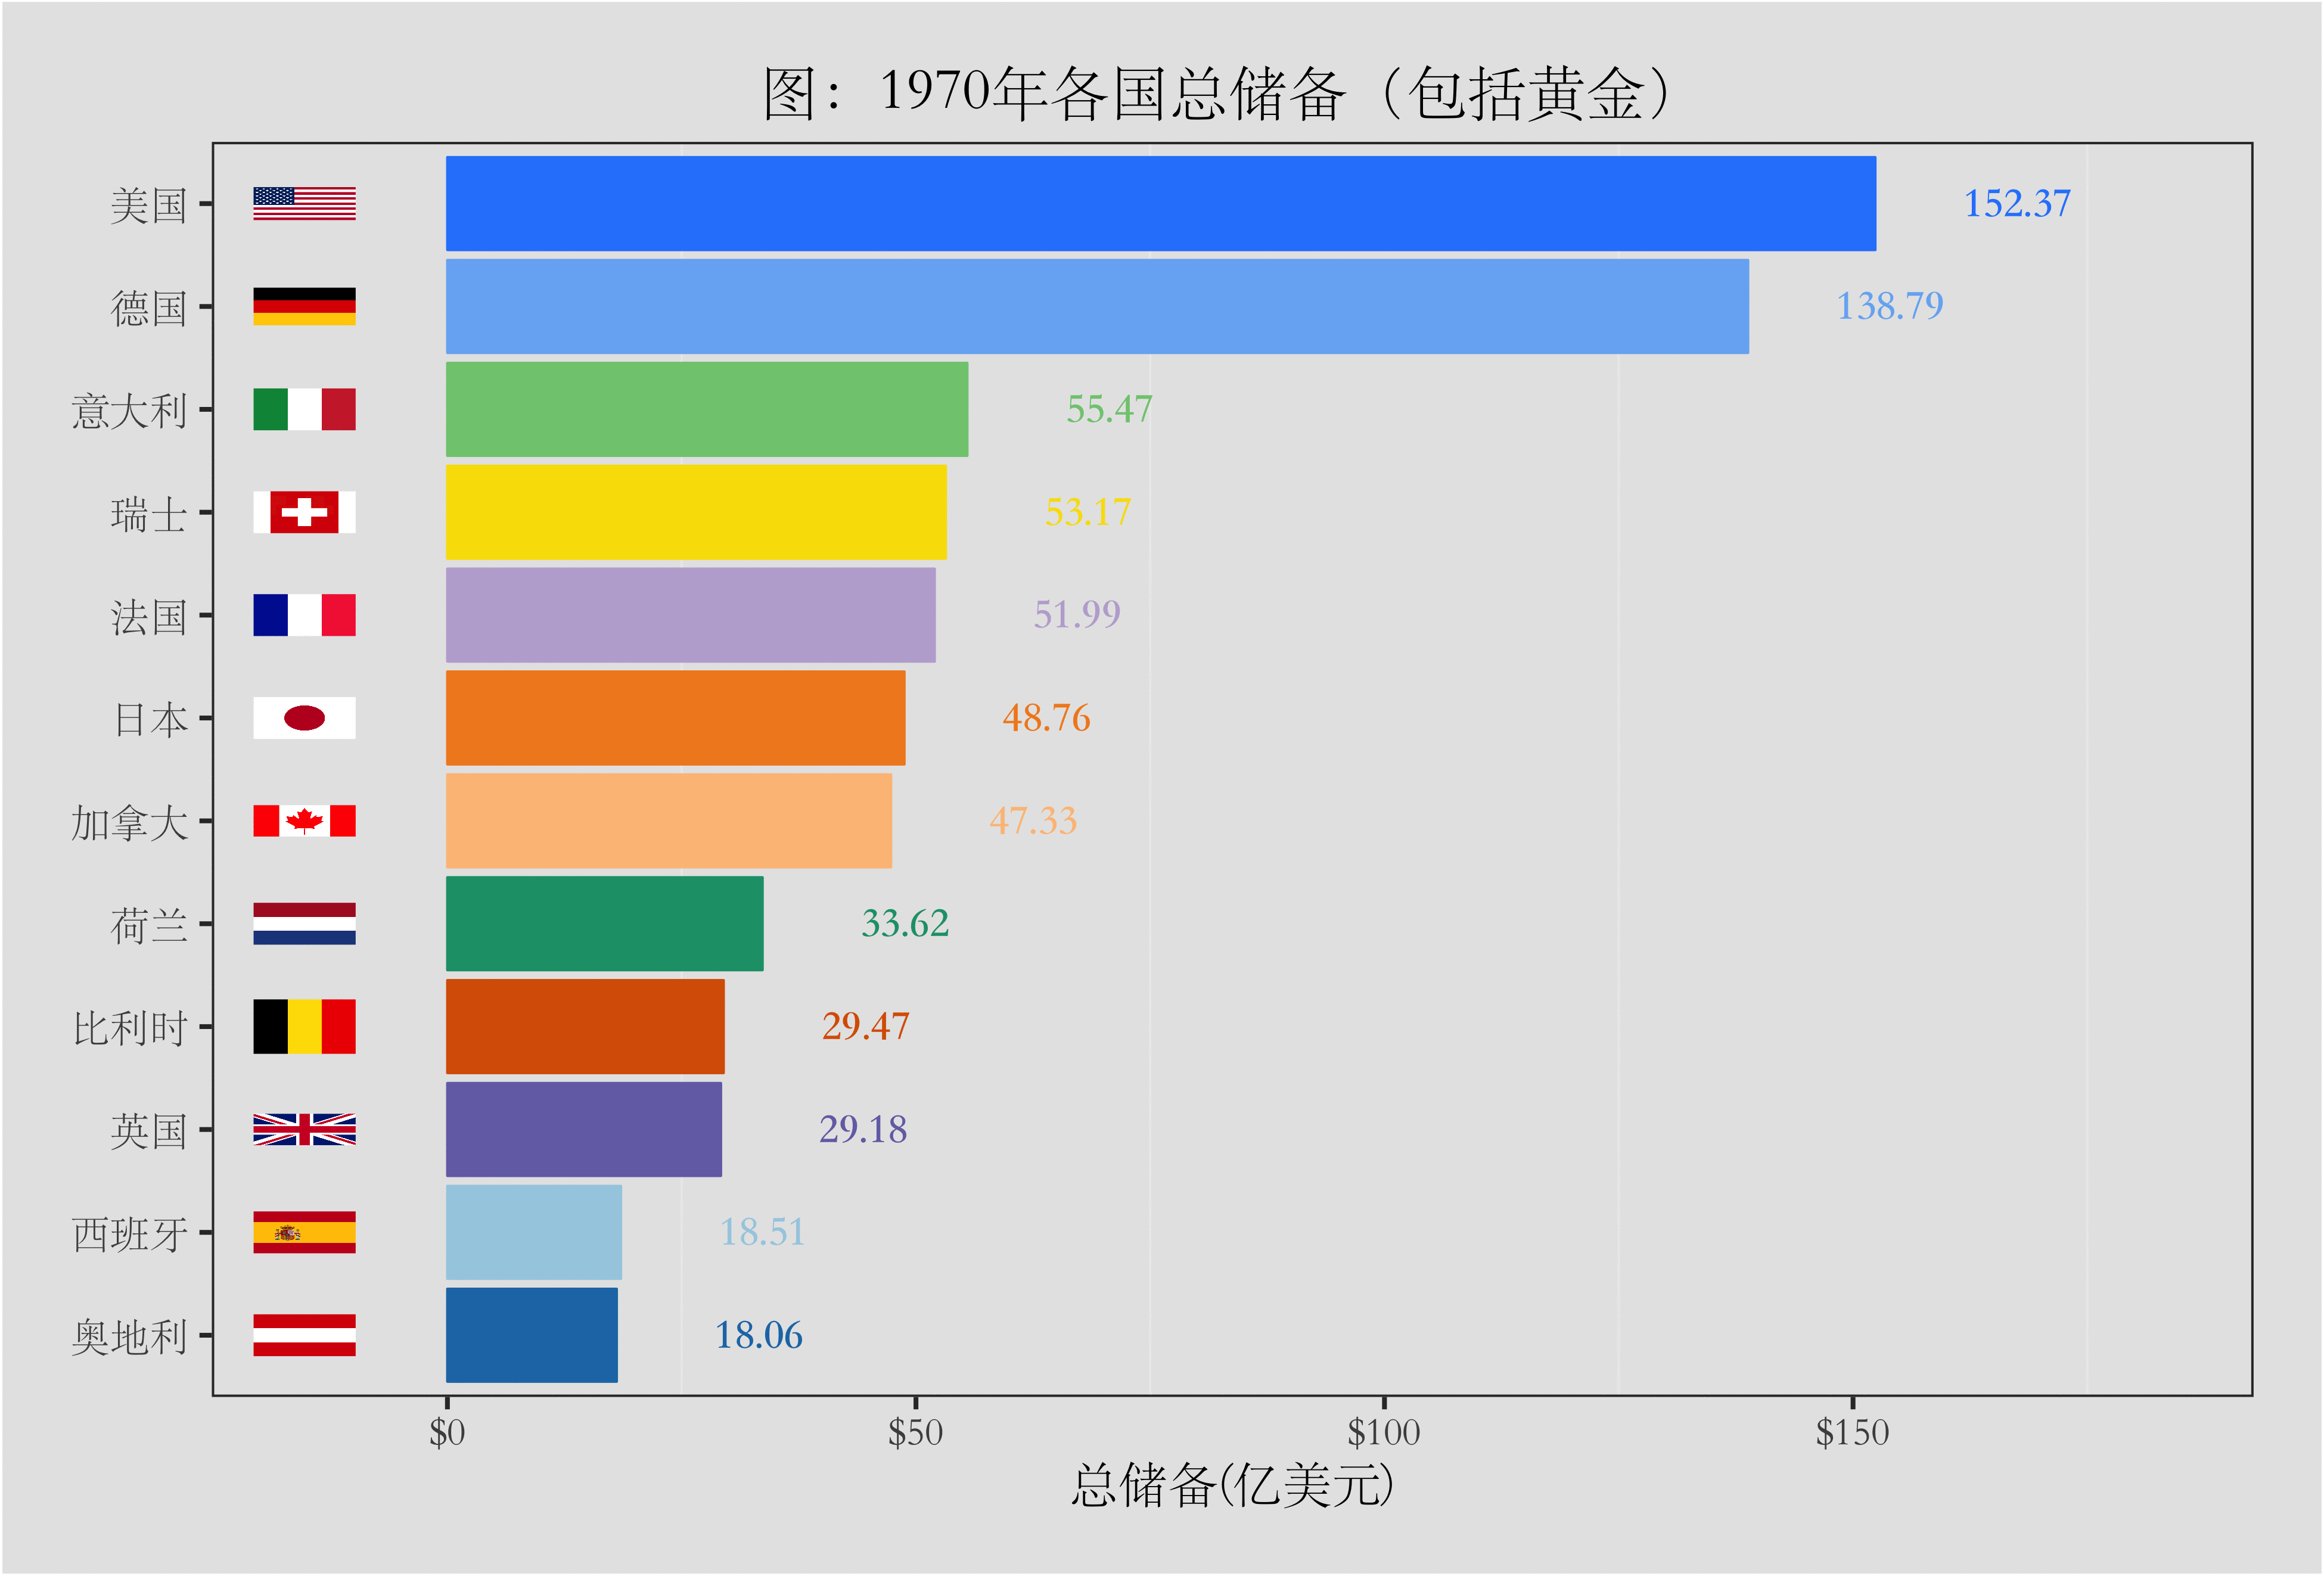 图：1970年各国总储备（包括黄金）
美国 152.37
德国 138.79
意大利 55.47
瑞士 53.17
法国 51.99
日本 48.76
加拿大 47.33
荷兰 33.62
比利时 29.47
英国 29.18
西班牙 18.51
奥地利 18.06
$0 $50 $100 $150
总储备(亿美元)